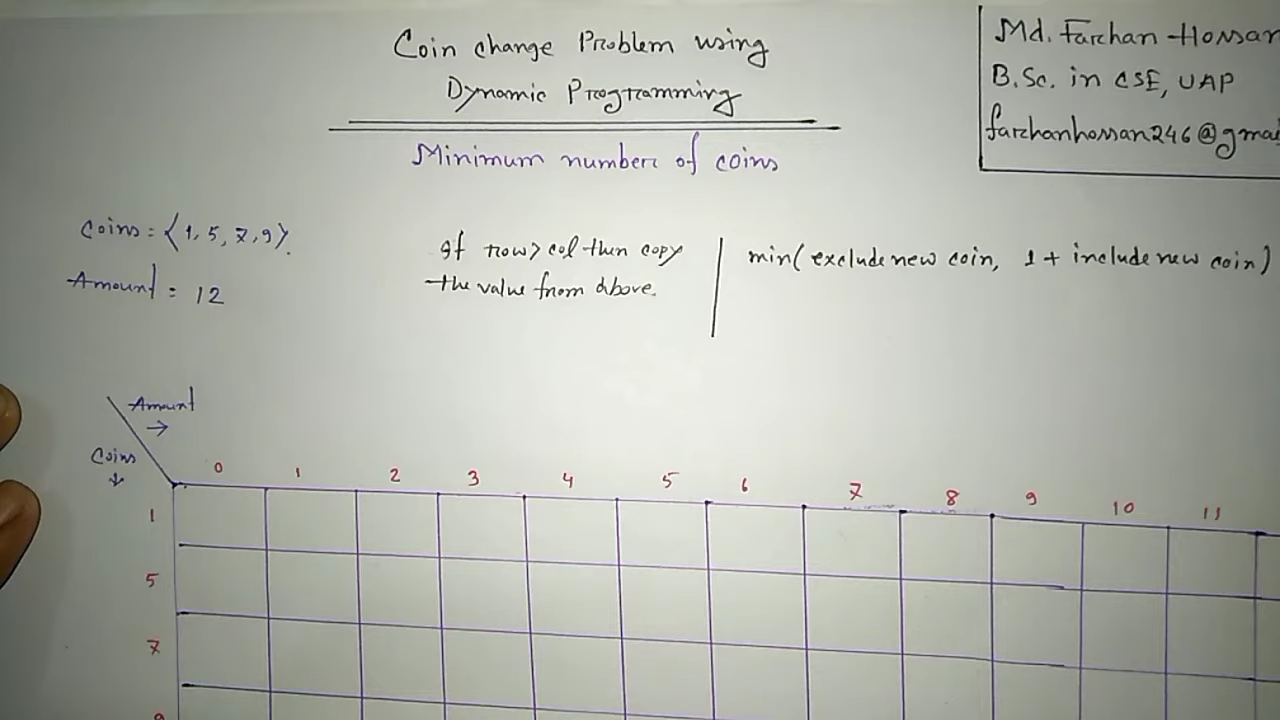 Coin change Problem using
Dynamic Programming
Minimum number of coins
Md. Farhan Hossan
B.Sc. in CSE, UAP
farhanhossan246@gmai
Coins = {1, 5, 7, 9}.
Amount = 12
If row > col then copy
the value from above.
min( exclude new coin, 1 + include new coin)
Amount →
Coins ↓
0 1 2 3 4 5 6 7 8 9 10 11
1
5
7
9